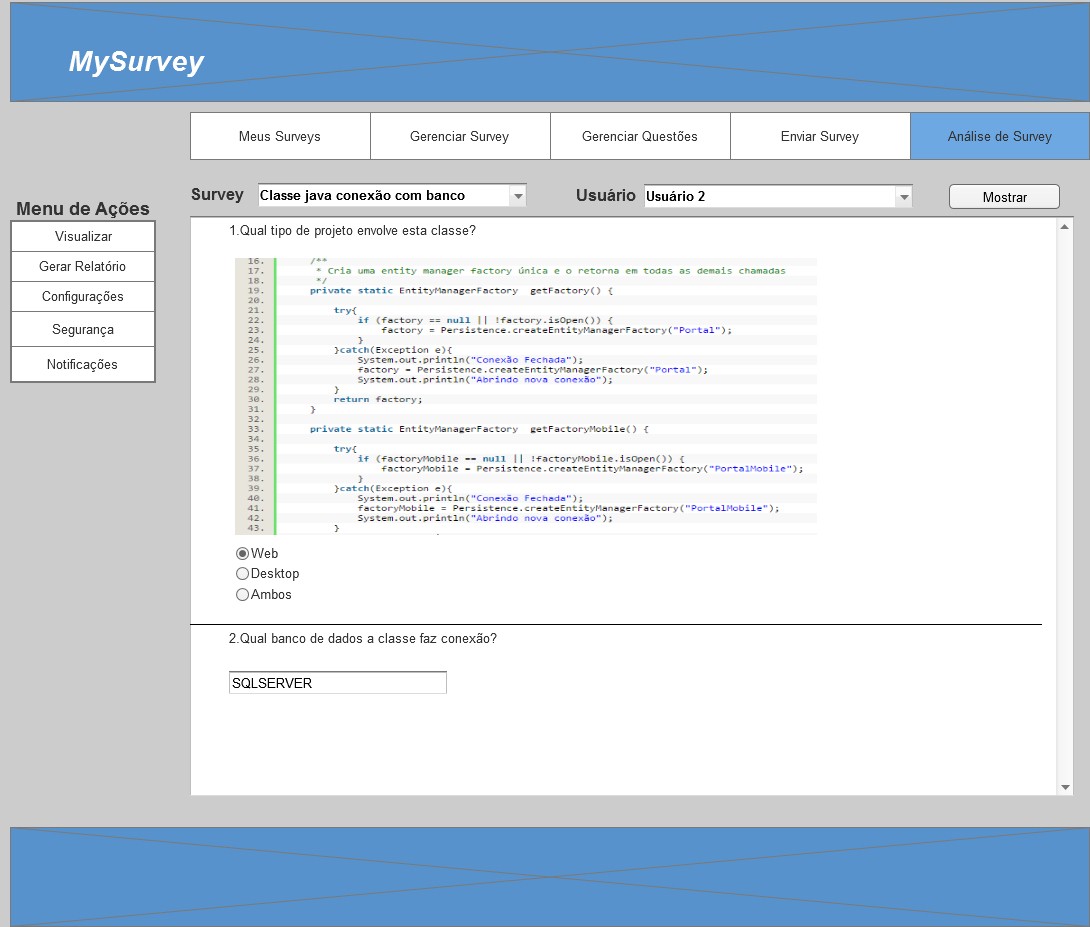 MySurvey
Meus Surveys
Gerenciar Survey
Gerenciar Questões
Enviar Survey
Análise de Survey
Survey
Classe java conexão com banco
Usuário
Usuário 2
Mostrar
Menu de Ações
Visualizar
Gerar Relatório
Configurações
Segurança
Notificações
1.Qual tipo de projeto envolve esta classe?
16. /**
17. * Cria uma entity manager factory única e o retorna em todas as demais chamadas
18. */
19. private static EntityManagerFactory getFactory() {
20.
21. try{
22. if (factory == null || !factory.isOpen()) {
23. factory = Persistence.createEntityManagerFactory("Portal");
24. }
25. }catch(Exception e){
26. System.out.println("Conexão Fechada");
27. factory = Persistence.createEntityManagerFactory("Portal");
28. System.out.println("Abrindo nova conexão");
29. }
30. return factory;
31. }
32.
33. private static EntityManagerFactory getFactoryMobile() {
34.
35. try{
36. if (factoryMobile == null || !factoryMobile.isOpen()) {
37. factoryMobile = Persistence.createEntityManagerFactory("PortalMobile");
38. }
39. }catch(Exception e){
40. System.out.println("Conexão Fechada");
41. factoryMobile = Persistence.createEntityManagerFactory("PortalMobile");
42. System.out.println("Abrindo nova conexão");
43. }
Web
Desktop
Ambos
2.Qual banco de dados a classe faz conexão?
SQLSERVER